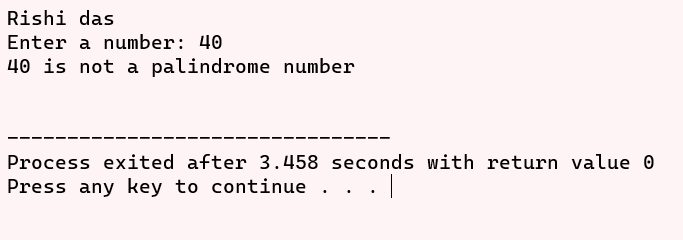 Rishi das
Enter a number: 40
40 is not a palindrome number
--------------------------------
Process exited after 3.458 seconds with return value 0
Press any key to continue . . .